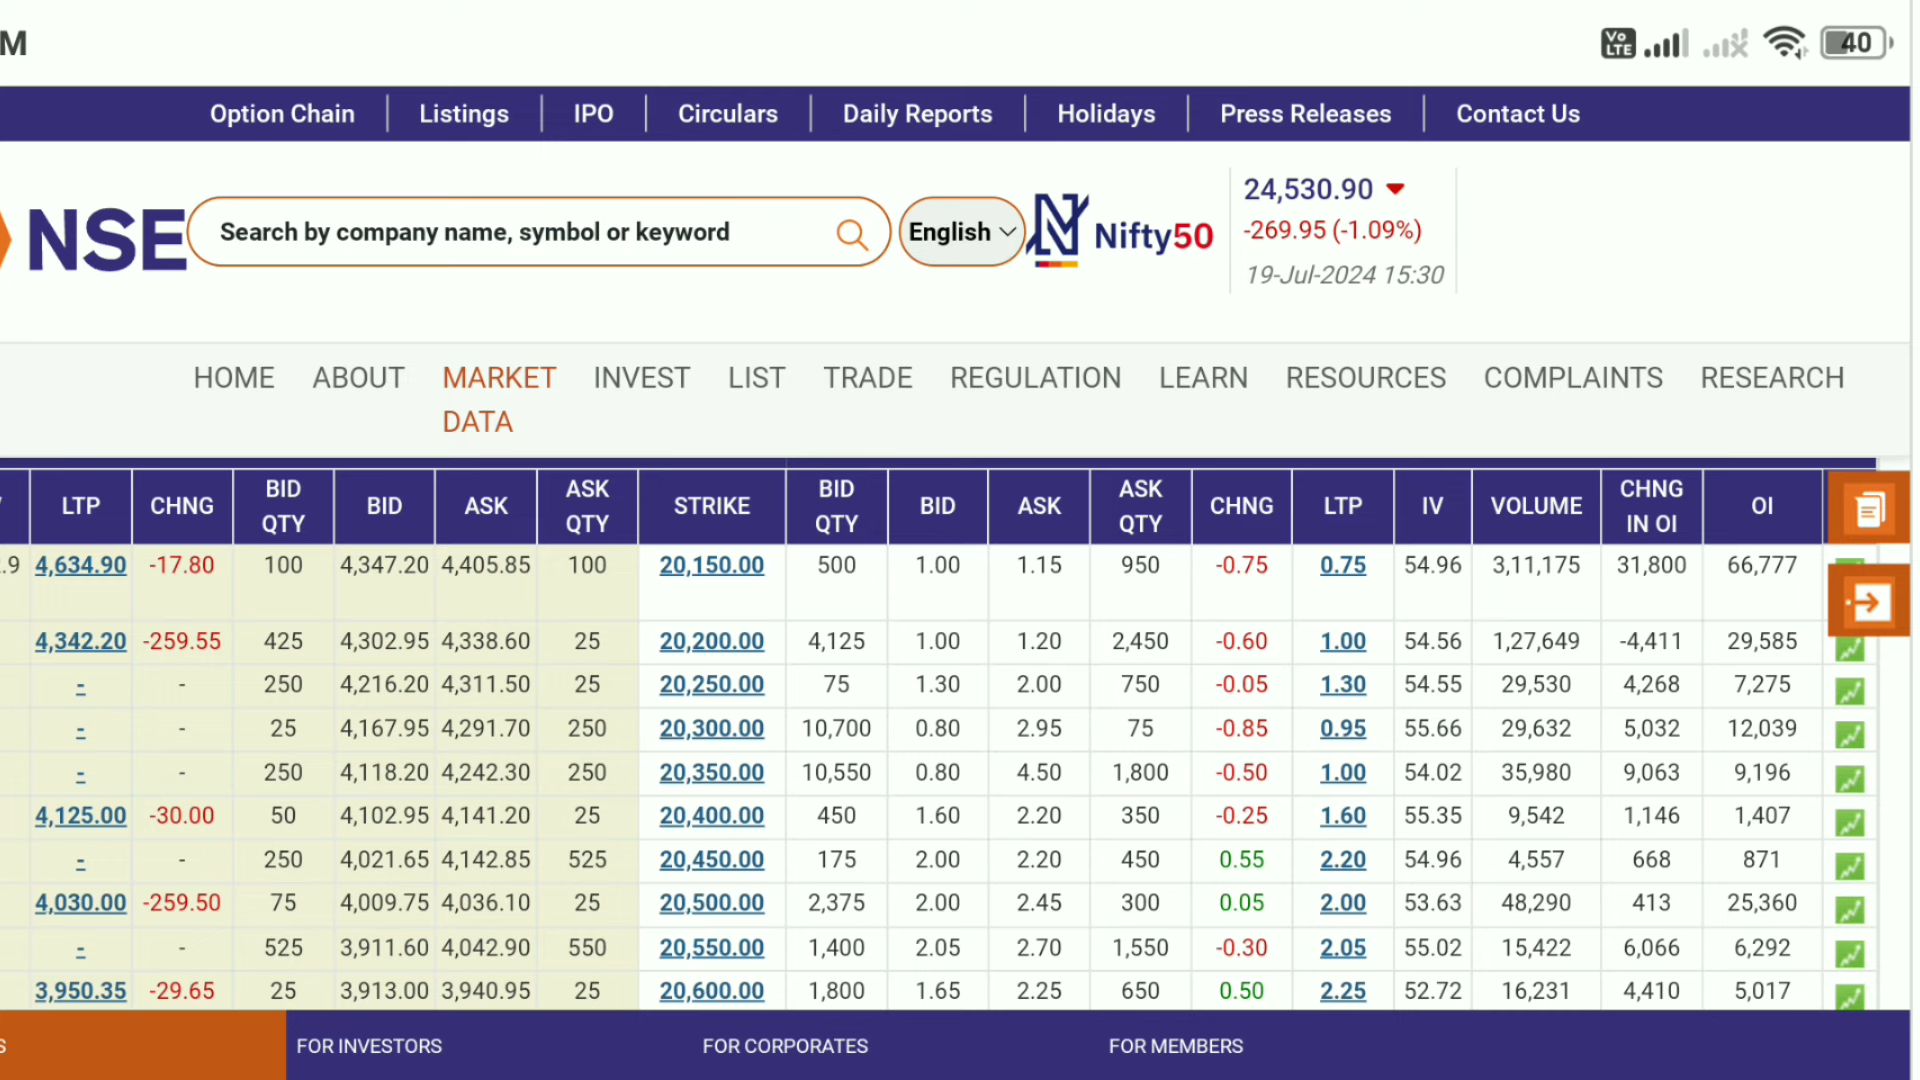 M
Vo LTE 40
Option Chain Listings IPO Circulars Daily Reports Holidays Press Releases Contact Us
NSE Search by company name, symbol or keyword English Nifty50
24,530.90
-269.95 (-1.09%)
19-Jul-2024 15:30
HOME ABOUT MARKET DATA INVEST LIST TRADE REGULATION LEARN RESOURCES COMPLAINTS RESEARCH
LTP CHNG BID QTY BID ASK ASK QTY STRIKE BID QTY BID ASK ASK QTY CHNG LTP IV VOLUME CHNG IN OI OI
.9 4,634.90 -17.80 100 4,347.20 4,405.85 100 20,150.00 500 1.00 1.15 950 -0.75 0.75 54.96 3,11,175 31,800 66,777
4,342.20 -259.55 425 4,302.95 4,338.60 25 20,200.00 4,125 1.00 1.20 2,450 -0.60 1.00 54.56 1,27,649 -4,411 29,585
- - 250 4,216.20 4,311.50 25 20,250.00 75 1.30 2.00 750 -0.05 1.30 54.55 29,530 4,268 7,275
- - 25 4,167.95 4,291.70 250 20,300.00 10,700 0.80 2.95 75 -0.85 0.95 55.66 29,632 5,032 12,039
- - 250 4,118.20 4,242.30 250 20,350.00 10,550 0.80 4.50 1,800 -0.50 1.00 54.02 35,980 9,063 9,196
4,125.00 -30.00 50 4,102.95 4,141.20 25 20,400.00 450 1.60 2.20 350 -0.25 1.60 55.35 9,542 1,146 1,407
- - 250 4,021.65 4,142.85 525 20,450.00 175 2.00 2.20 450 0.55 2.20 54.96 4,557 668 871
4,030.00 -259.50 75 4,009.75 4,036.10 25 20,500.00 2,375 2.00 2.45 300 0.05 2.00 53.63 48,290 413 25,360
- - 525 3,911.60 4,042.90 550 20,550.00 1,400 2.05 2.70 1,550 -0.30 2.05 55.02 15,422 6,066 6,292
3,950.35 -29.65 25 3,913.00 3,940.95 25 20,600.00 1,800 1.65 2.25 650 0.50 2.25 52.72 16,231 4,410 5,017
S FOR INVESTORS FOR CORPORATES FOR MEMBERS